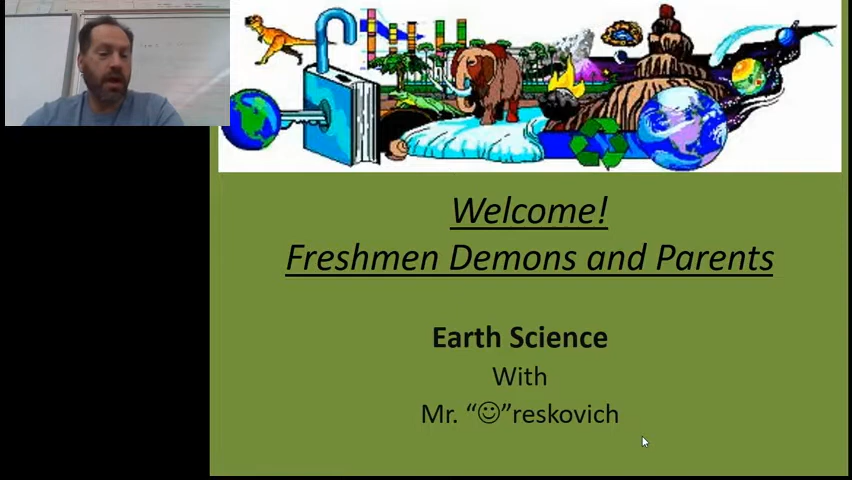 Welcome!
Freshmen Demons and Parents
Earth Science
With
Mr. “☺”reskovich